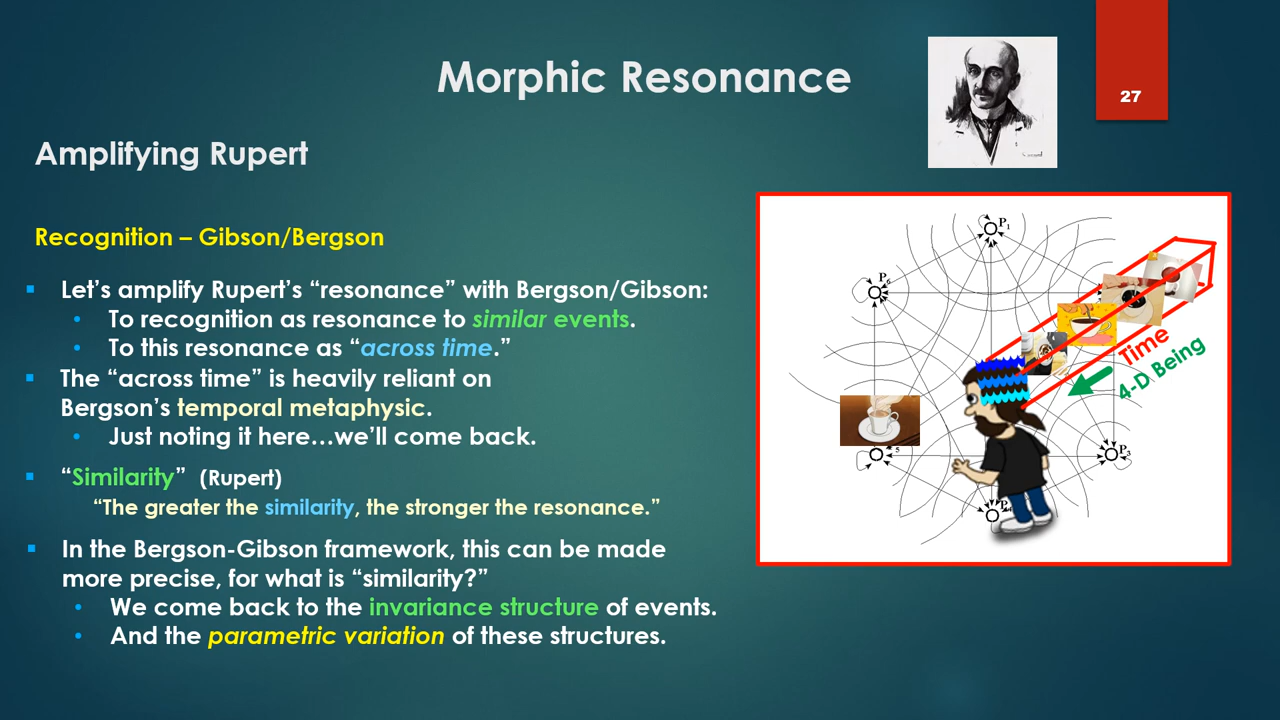 Morphic Resonance
27
Amplifying Rupert
Recognition – Gibson/Bergson
Let's amplify Rupert's “resonance” with Bergson/Gibson:
To recognition as resonance to similar events.
To this resonance as “across time.”
The “across time” is heavily reliant on
Bergson's temporal metaphysic.
Just noting it here…we'll come back.
“Similarity” (Rupert)
“The greater the similarity, the stronger the resonance.”
In the Bergson-Gibson framework, this can be made
more precise, for what is “similarity?”
We come back to the invariance structure of events.
And the parametric variation of these structures.
P1
Time
4-D Being
P3
5